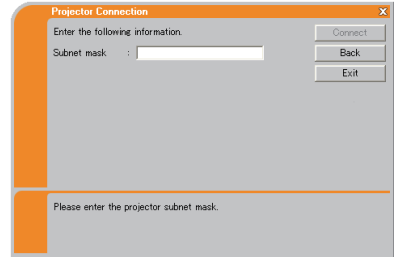 Projector Connection X
Enter the following information.
Connect
Subnet mask :
Back
Exit
Please enter the projector subnet mask.